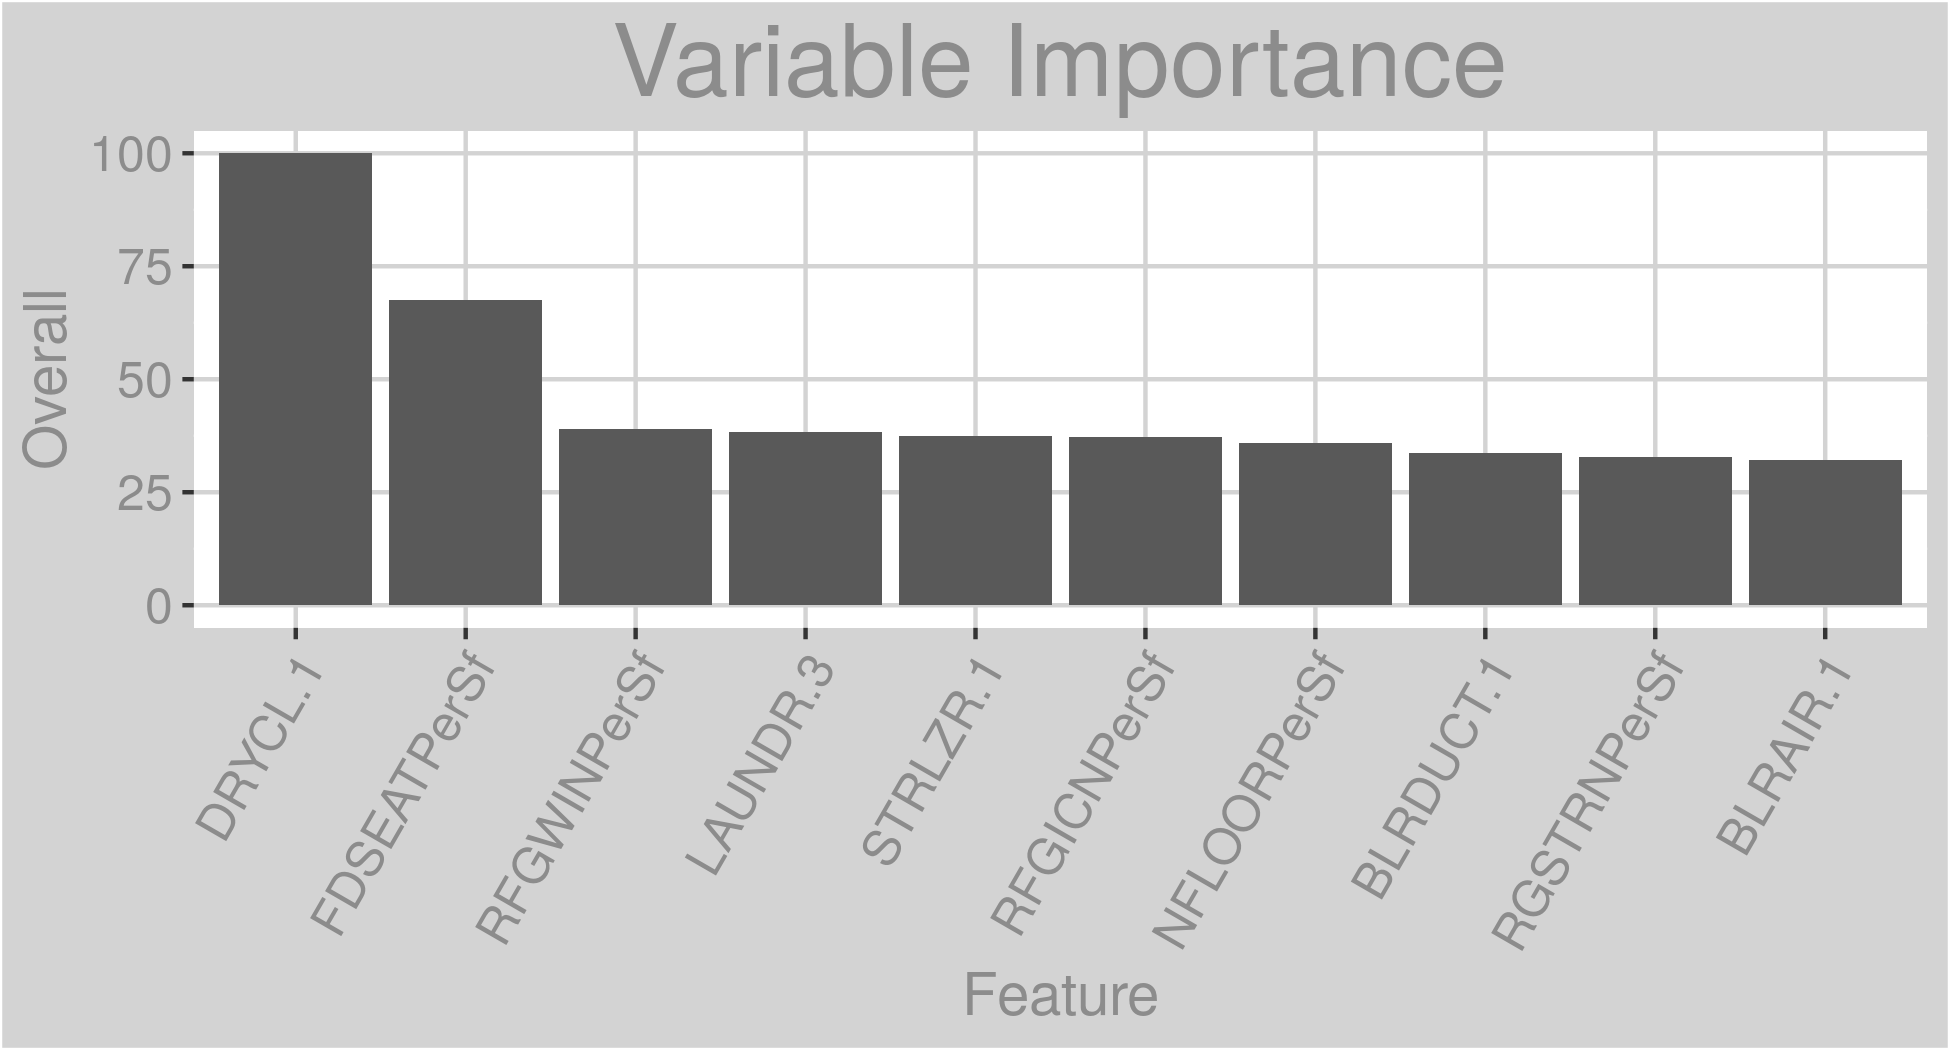 Variable Importance
Overall
100
75
50
25
0
DRYCL.1
FDSEATPerSf
RFGWINPerSf
LAUNDR.3
STRLZR.1
RFGICNPerSf
NFLOORPerSf
BLRDUCT.1
RGSTRNPerSf
BLRAIR.1
Feature